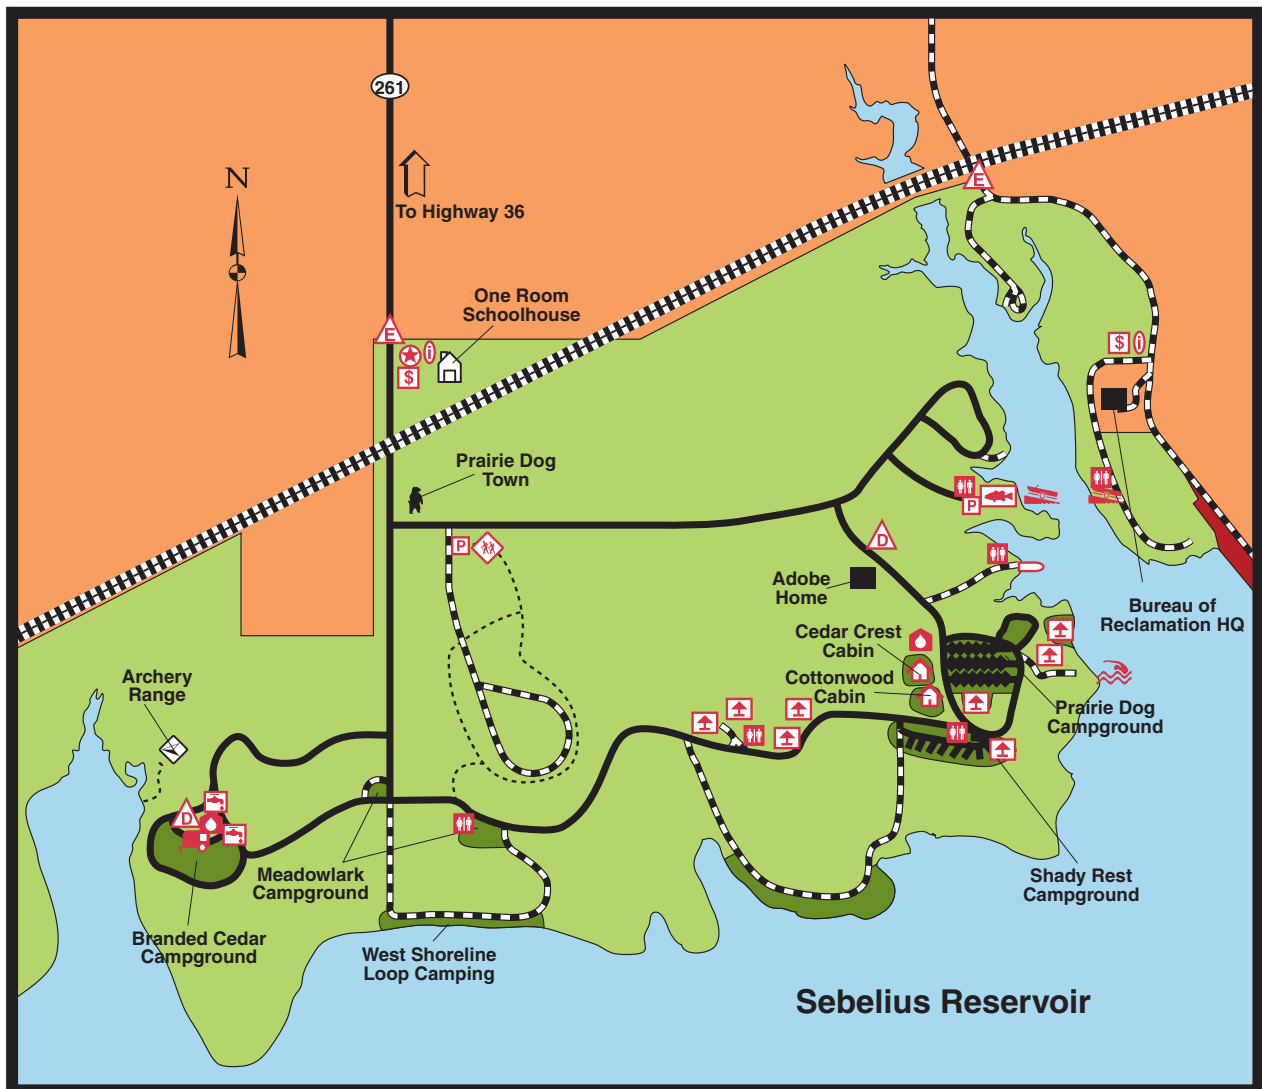 261
N
To Highway 36
E
One Room
Schoolhouse
E
i
$
$ i
Prairie Dog
Town
P
P
D
Adobe
Home
Bureau of
Reclamation HQ
Cedar Crest
Cabin
Archery
Range
Cottonwood
Cabin
Prairie Dog
Campground
D
Meadowlark
Campground
Shady Rest
Campground
Branded Cedar
Campground
West Shoreline
Loop Camping
Sebelius Reservoir